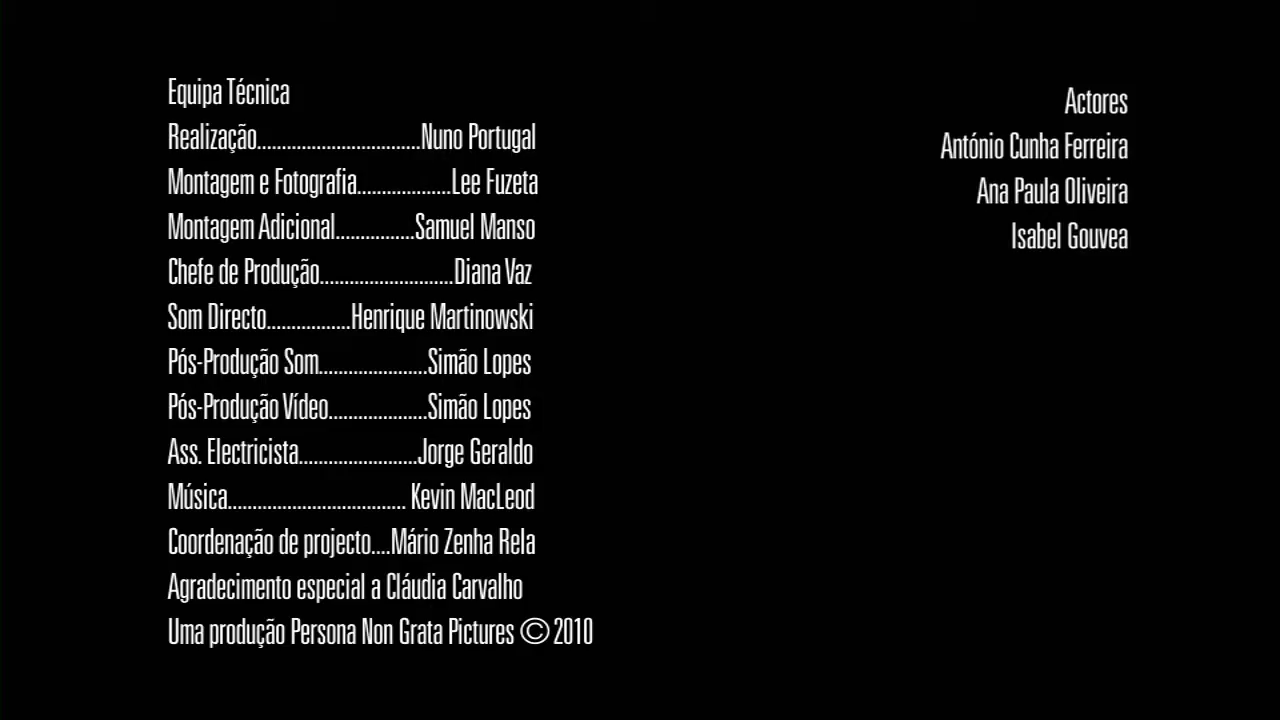 Equipa Técnica
Realização.................................Nuno Portugal
Montagem e Fotografia...................Lee Fuzeta
Montagem Adicional................Samuel Manso
Chefe de Produção...........................Diana Vaz
Som Directo.................Henrique Martinowski
Pós-Produção Som......................Simão Lopes
Pós-Produção Vídeo....................Simão Lopes
Ass. Electricista........................Jorge Geraldo
Música.................................... Kevin MacLeod
Coordenação de projecto....Mário Zenha Rela
Agradecimento especial a Cláudia Carvalho
Uma produção Persona Non Grata Pictures © 2010
Actores
António Cunha Ferreira
Ana Paula Oliveira
Isabel Gouvea